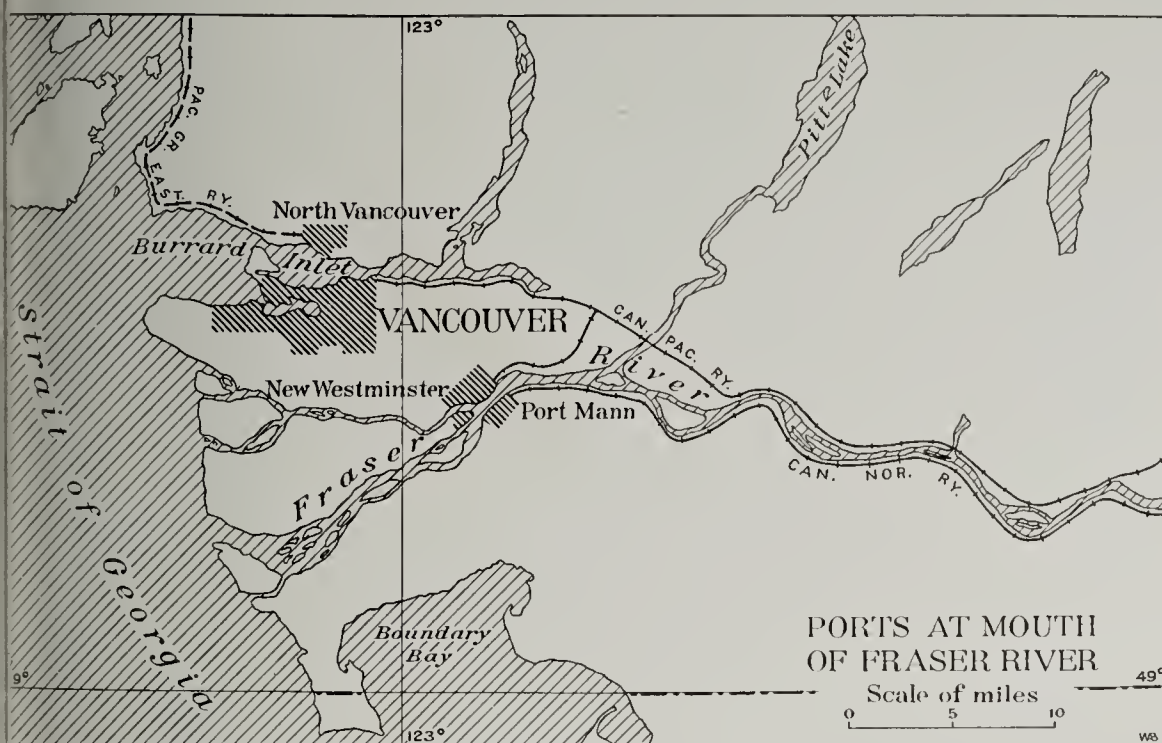 123°
PAC. GR.
EAST. RY.
North Vancouver
Burrard
Inlet
VANCOUVER
Pitt Lake
CAN. PAC. RY.
River
New Westminster
Port Mann
Fraser
CAN. NOR. RY.
Strait
of
Georgia
Boundary
Bay
PORTS AT MOUTH
OF FRASER RIVER
Scale of miles
0 5 10
9°
49°
123°
WB